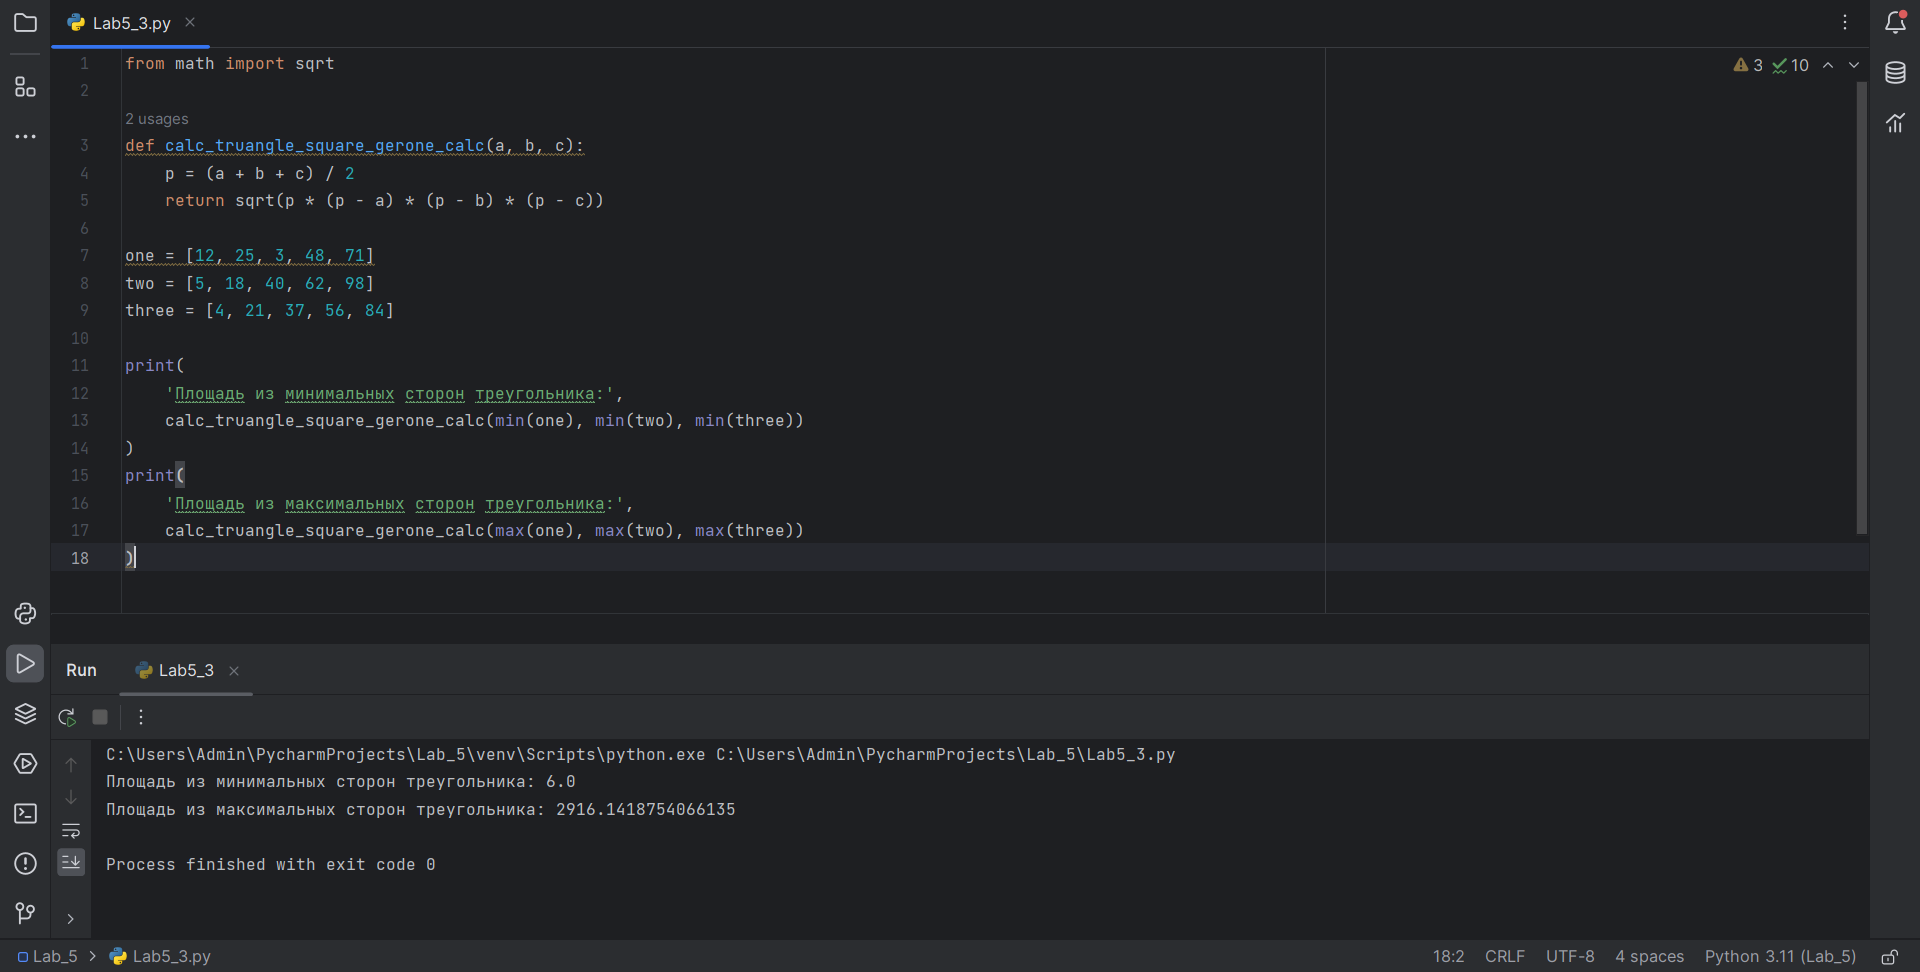 Lab5_3.py
3 10
1 from math import sqrt
2
2 usages
3 def calc_truangle_square_gerone_calc(a, b, c):
4 p = (a + b + c) / 2
5 return sqrt(p * (p - a) * (p - b) * (p - c))
6
7 one = [12, 25, 3, 48, 71]
8 two = [5, 18, 40, 62, 98]
9 three = [4, 21, 37, 56, 84]
10
11 print(
12 'Площадь из минимальных сторон треугольника:',
13 calc_truangle_square_gerone_calc(min(one), min(two), min(three))
14 )
15 print(
16 'Площадь из максимальных сторон треугольника:',
17 calc_truangle_square_gerone_calc(max(one), max(two), max(three))
18 )
Run Lab5_3
C:\Users\Admin\PycharmProjects\Lab_5\venv\Scripts\python.exe C:\Users\Admin\PycharmProjects\Lab_5\Lab5_3.py
Площадь из минимальных сторон треугольника: 6.0
Площадь из максимальных сторон треугольника: 2916.1418754066135
Process finished with exit code 0
Lab_5 > Lab5_3.py 18:2 CRLF UTF-8 4 spaces Python 3.11 (Lab_5)